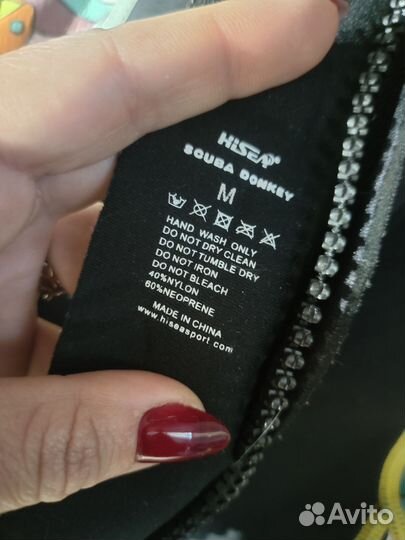 HISEA®
SCUBA DONKEY
M
HAND WASH ONLY
DO NOT DRY CLEAN
DO NOT TUMBLE DRY
DO NOT IRON
DO NOT BLEACH
40%NYLON
60%NEOPRENE
MADE IN CHINA
www.hiseasport.com
Avito